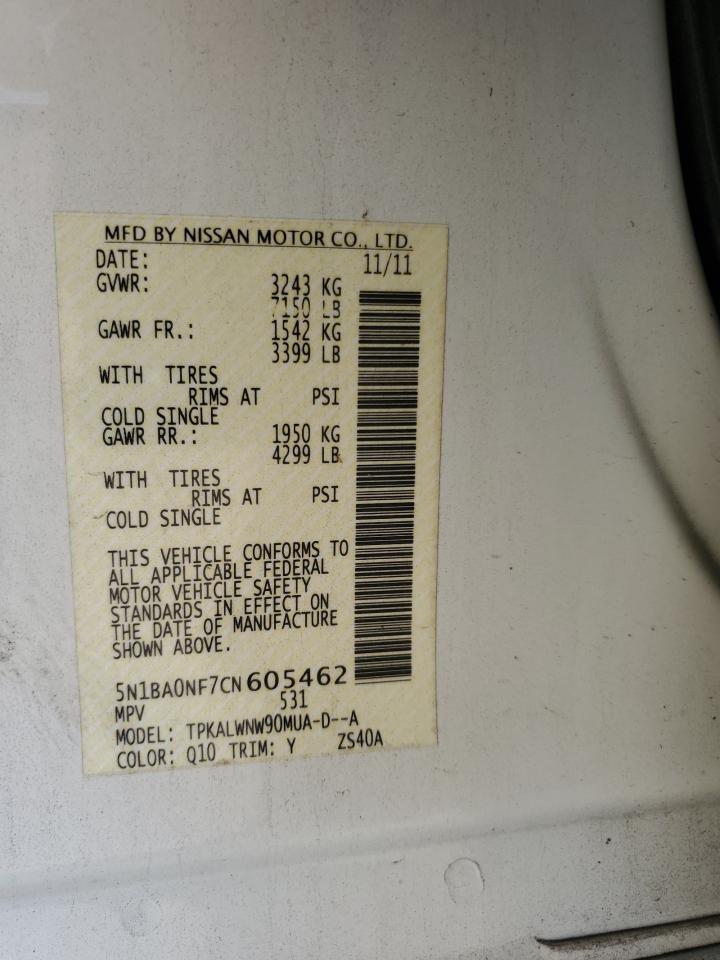 MFD BY NISSAN MOTOR CO., LTD.
DATE: 11/11
GVWR: 3243 KG
7150 LB
GAWR FR.: 1542 KG
3399 LB
WITH TIRES
RIMS AT PSI
COLD SINGLE
GAWR RR.: 1950 KG
4299 LB
WITH TIRES
RIMS AT PSI
COLD SINGLE
THIS VEHICLE CONFORMS TO
ALL APPLICABLE FEDERAL
MOTOR VEHICLE SAFETY
STANDARDS IN EFFECT ON
THE DATE OF MANUFACTURE
SHOWN ABOVE.
5N1BA0NF7CN605462
MPV 531
MODEL: TPKALWNW90MUA-D--A
COLOR: Q10 TRIM: Y ZS40A